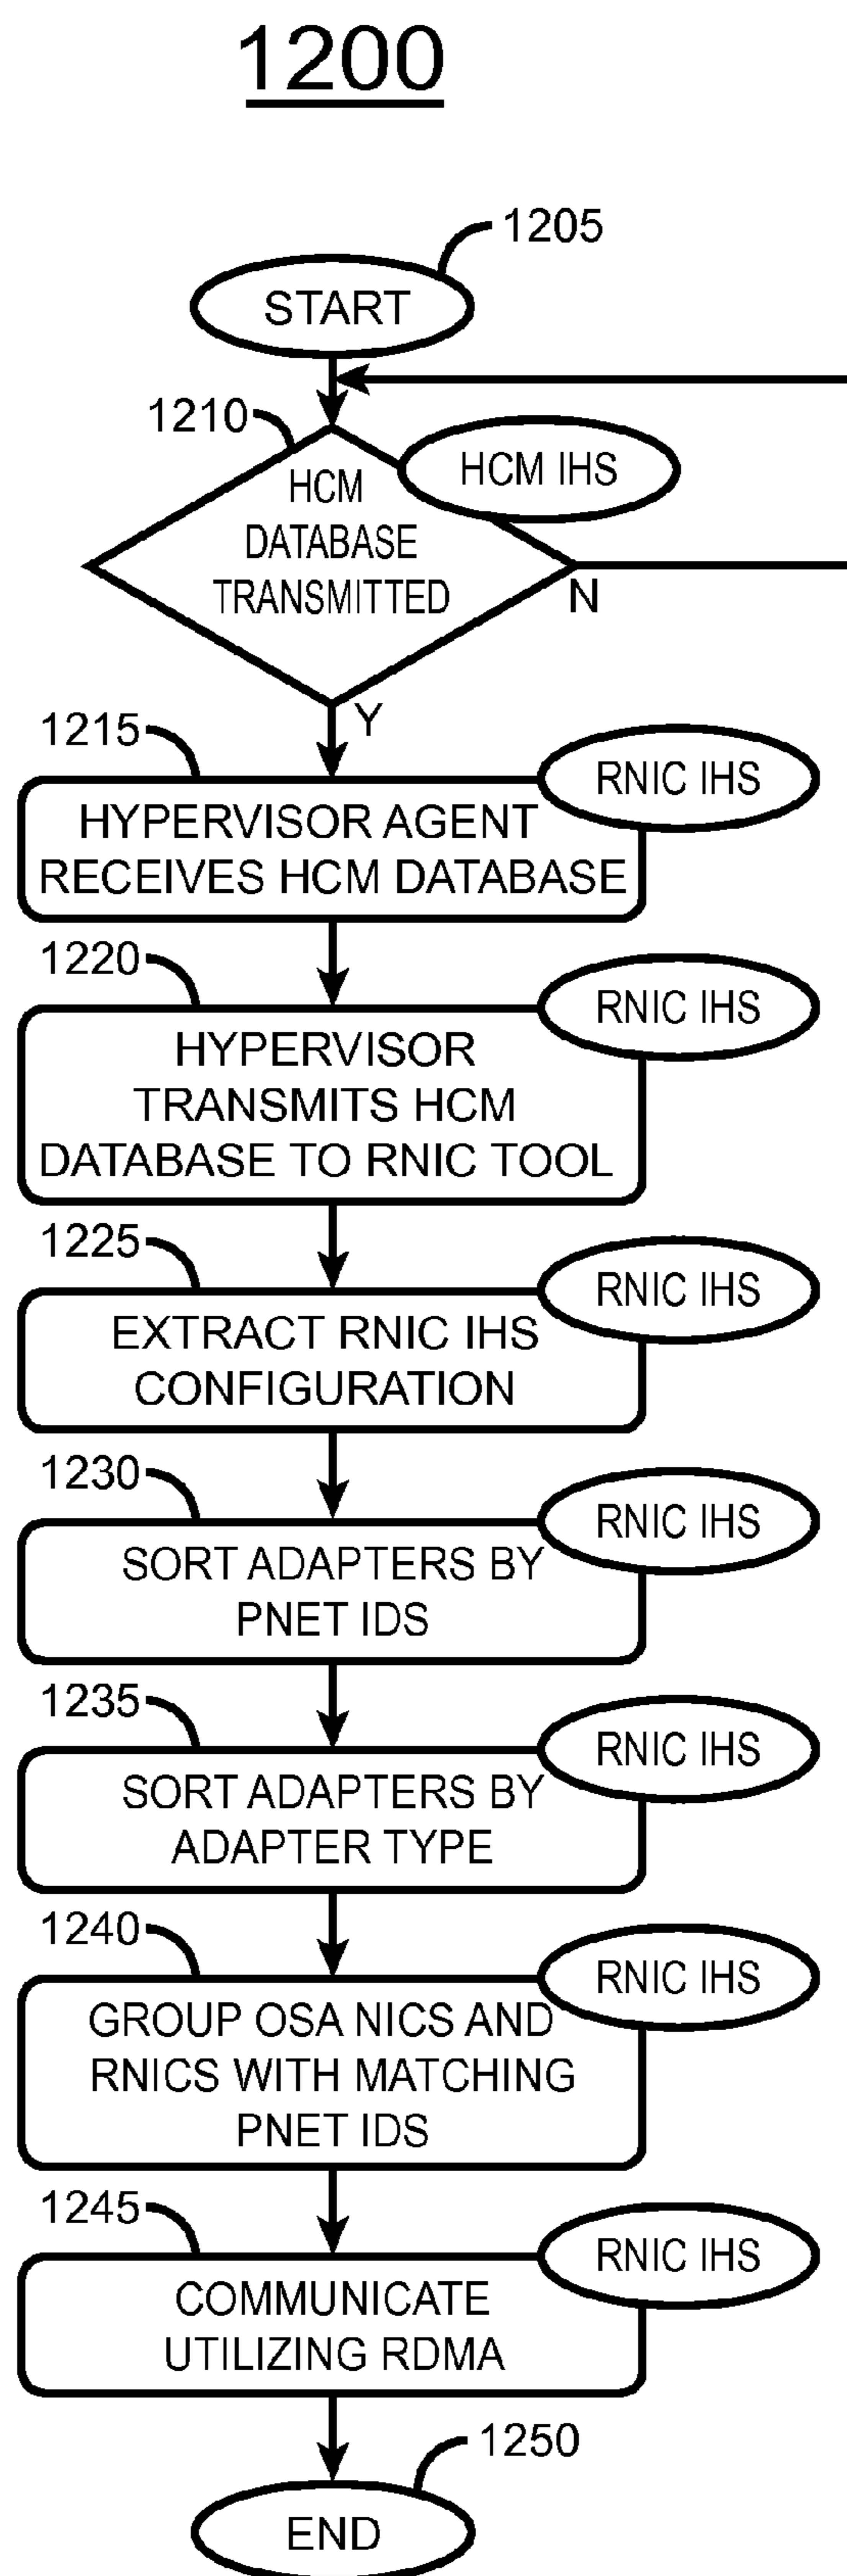 1200
1205
START
1210
HCM IHS
HCM
DATABASE
TRANSMITTED
N
Y
1215
RNIC IHS
HYPERVISOR AGENT
RECEIVES HCM DATABASE
1220
RNIC IHS
HYPERVISOR
TRANSMITS HCM
DATABASE TO RNIC TOOL
1225
RNIC IHS
EXTRACT RNIC IHS
CONFIGURATION
1230
RNIC IHS
SORT ADAPTERS BY
PNET IDS
1235
RNIC IHS
SORT ADAPTERS BY
ADAPTER TYPE
1240
RNIC IHS
GROUP OSA NICS AND
RNICS WITH MATCHING
PNET IDS
1245
RNIC IHS
COMMUNICATE
UTILIZING RDMA
1250
END